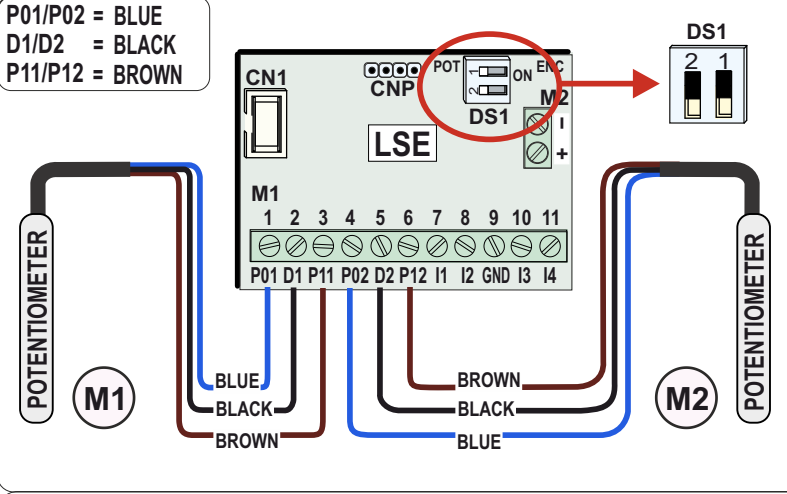 P01/P02 = BLUE
D1/D2 = BLACK
P11/P12 = BROWN
DS1
2 1
CN1
CNP
POT
1
2
ON
ENC
DS1
M2
-
+
LSE
M1
1 2 3 4 5 6 7 8 9 10 11
P01 D1 P11 P02 D2 P12 I1 I2 GND I3 I4
POTENTIOMETER
M1
BLUE
BLACK
BROWN
BROWN
BLACK
BLUE
M2
POTENTIOMETER